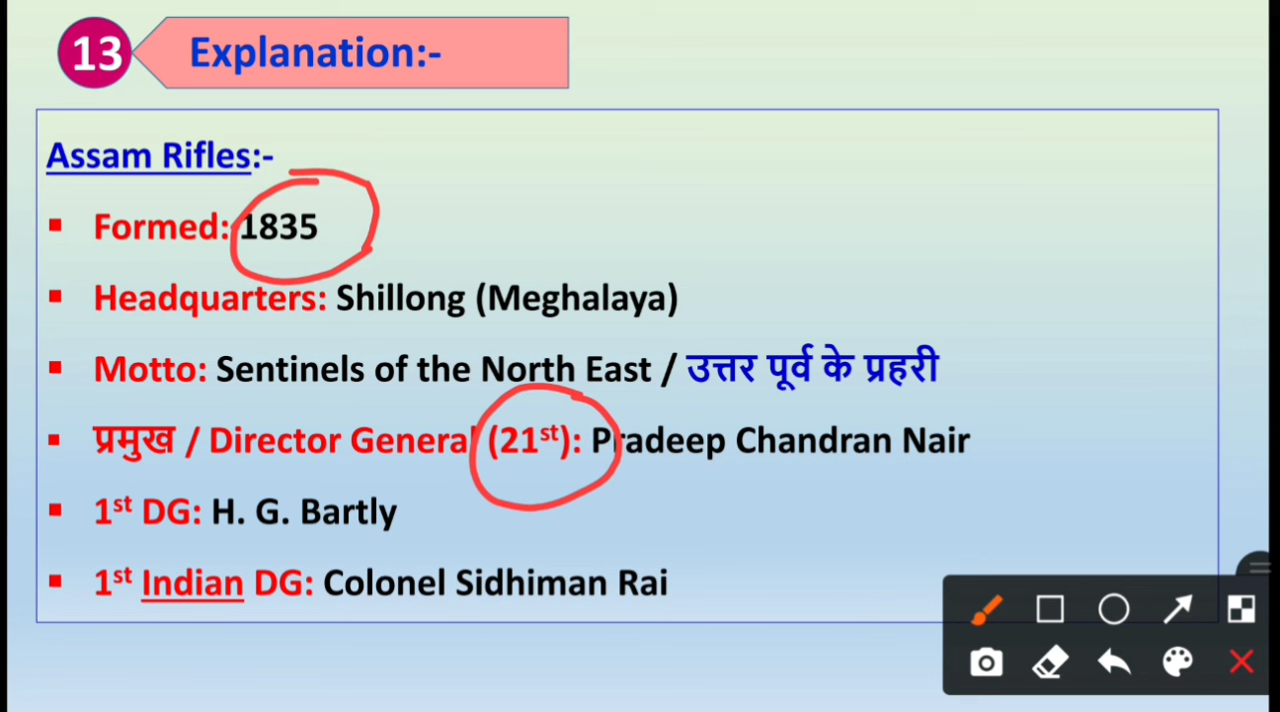 13 Explanation:-
Assam Rifles:-
▪ Formed: 1835
▪ Headquarters: Shillong (Meghalaya)
▪ Motto: Sentinels of the North East / उत्तर पूर्व के प्रहरी
▪ प्रमुख / Director General (21st): Pradeep Chandran Nair
▪ 1st DG: H. G. Bartly
▪ 1st Indian DG: Colonel Sidhiman Rai